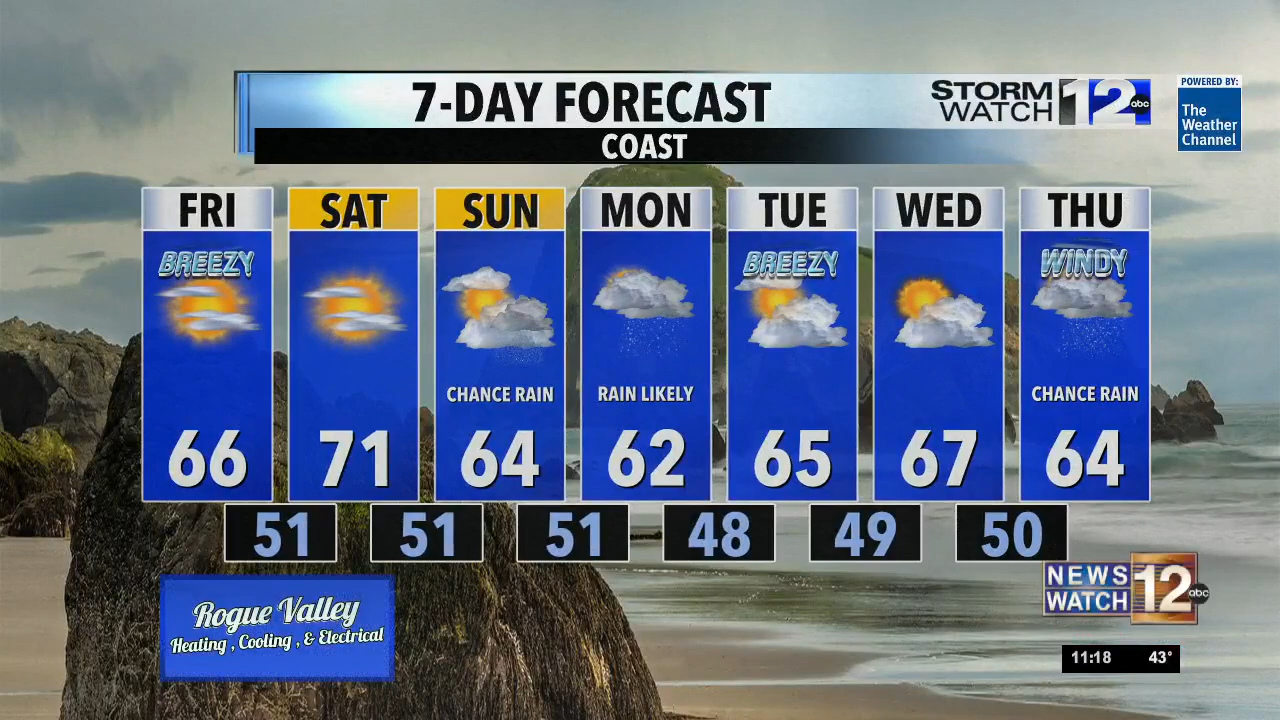 7-DAY FORECAST
STORM WATCH 12 abc
POWERED BY:
The
Weather
Channel
COAST
FRI SAT SUN MON TUE WED THU
BREEZY BREEZY WINDY
CHANCE RAIN RAIN LIKELY CHANCE RAIN
66 71 64 62 65 67 64
51 51 51 48 49 50
Rogue Valley
Heating , Cooling , & Electrical
NEWS WATCH 12 abc
11:18 43°